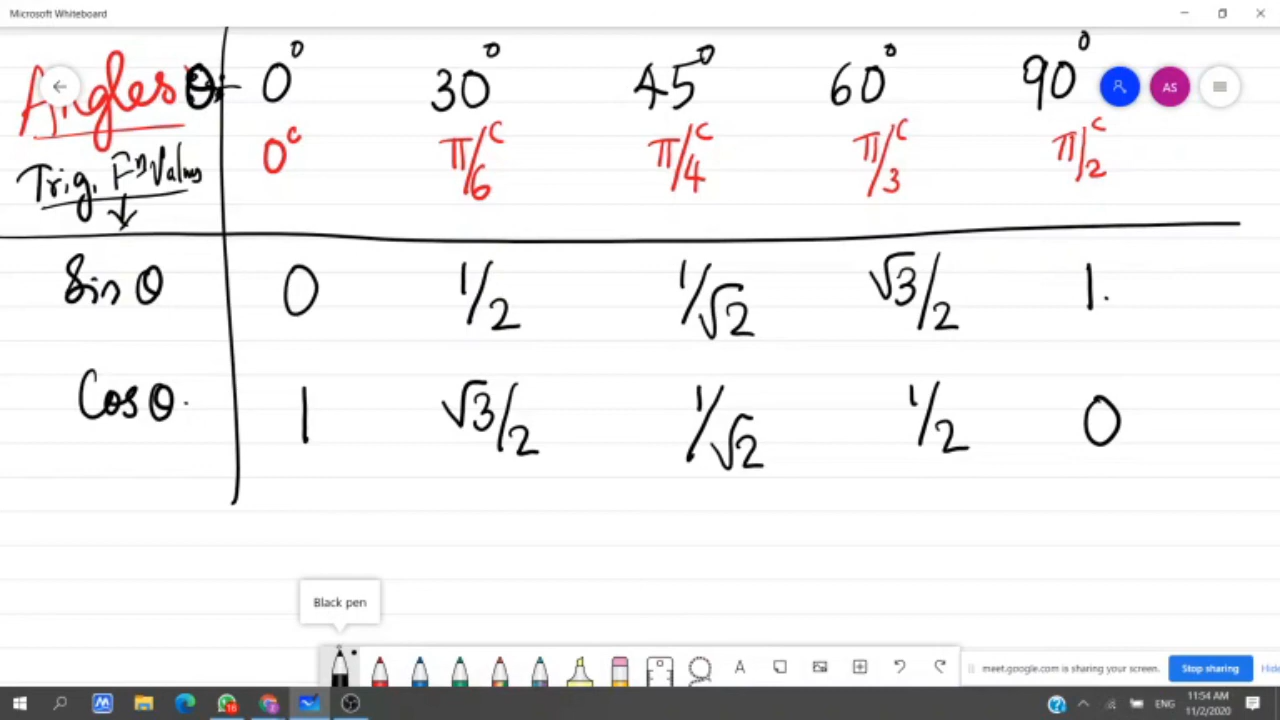 Microsoft Whiteboard
Angles θ→ 0° 30° 45° 60° 90°
AS
0ᶜ π/6ᶜ π/4ᶜ π/3ᶜ π/2ᶜ
Trig. Fⁿ Values
↓
Sin θ 0 1/2 1/√2 √3/2 1.
Cos θ. 1 √3/2 1/√2 1/2 0
Black pen
A
meet.google.com is sharing your screen. Stop sharing Hide
ENG 11:54 AM
11/2/2020